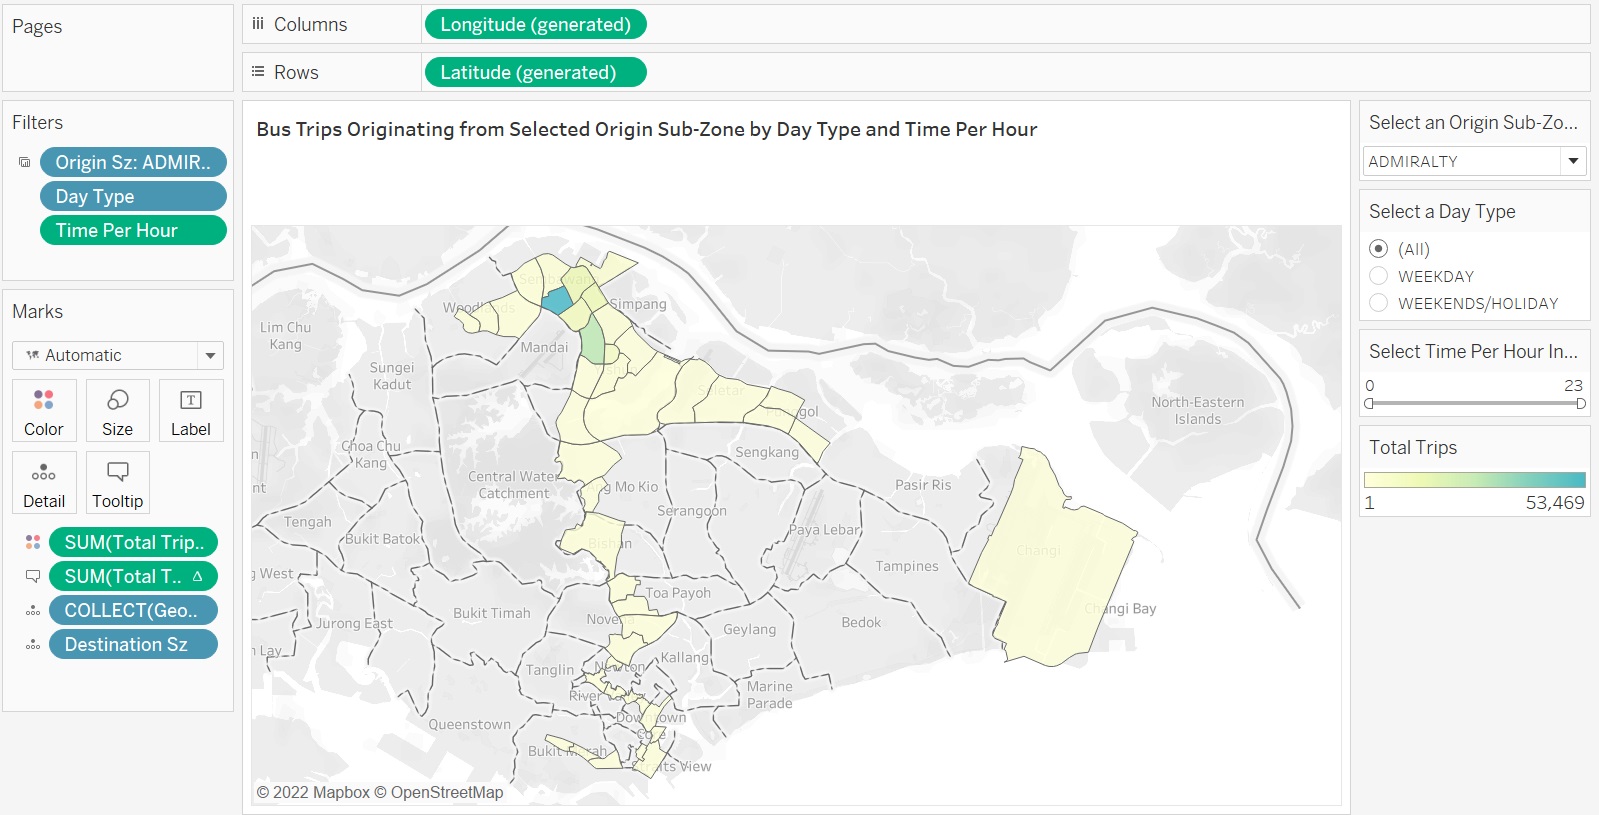 Pages
Columns
Longitude (generated)
Rows
Latitude (generated)
Filters
Origin Sz: ADMIR..
Day Type
Time Per Hour
Marks
Automatic
Color
Size
Label
Detail
Tooltip
SUM(Total Trip..
SUM(Total T.. Δ
COLLECT(Geo..
Destination Sz
Bus Trips Originating from Selected Origin Sub-Zone by Day Type and Time Per Hour
Sembawang
Woodlands
Simpang
Lim Chu
Kang
Mandai
Sungei
Kadut
Seletar
North-Eastern
Islands
Choa Chu
Kang
Sengkang
Central Water
Catchment
Ang Mo Kio
Pasir Ris
Serangoon
Tengah
Bukit Batok
Paya Lebar
Bishan
Changi
Tampines
g West
Toa Payoh
Changi Bay
Bukit Timah
Jurong East
Novena
Geylang
Bedok
n Lay
Kallang
Tanglin
Newton
Marine
Parade
River Valley
Queenstown
Downtown
Core
Bukit Merah
Straits View
© 2022 Mapbox © OpenStreetMap
Select an Origin Sub-Zo...
ADMIRALTY
Select a Day Type
(All)
WEEKDAY
WEEKENDS/HOLIDAY
Select Time Per Hour In...
0 23
Total Trips
1 53,469